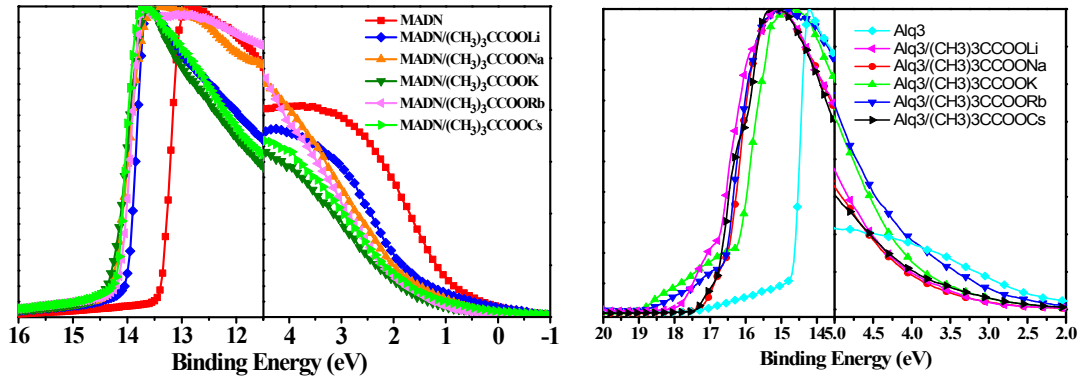 MADN
MADN/(CH3)3CCOOLi
MADN/(CH3)3CCOONa
MADN/(CH3)3CCOOK
MADN/(CH3)3CCOORb
MADN/(CH3)3CCOOCs
16 15 14 13 12 4 3 2 1 0 -1
Binding Energy (eV)
Alq3
Alq3/(CH3)3CCOOLi
Alq3/(CH3)3CCOONa
Alq3/(CH3)3CCOOK
Alq3/(CH3)3CCOORb
Alq3/(CH3)3CCOOCs
20 19 18 17 16 15 14 5.0 4.5 4.0 3.5 3.0 2.5 2.0
Binding Energy (eV)